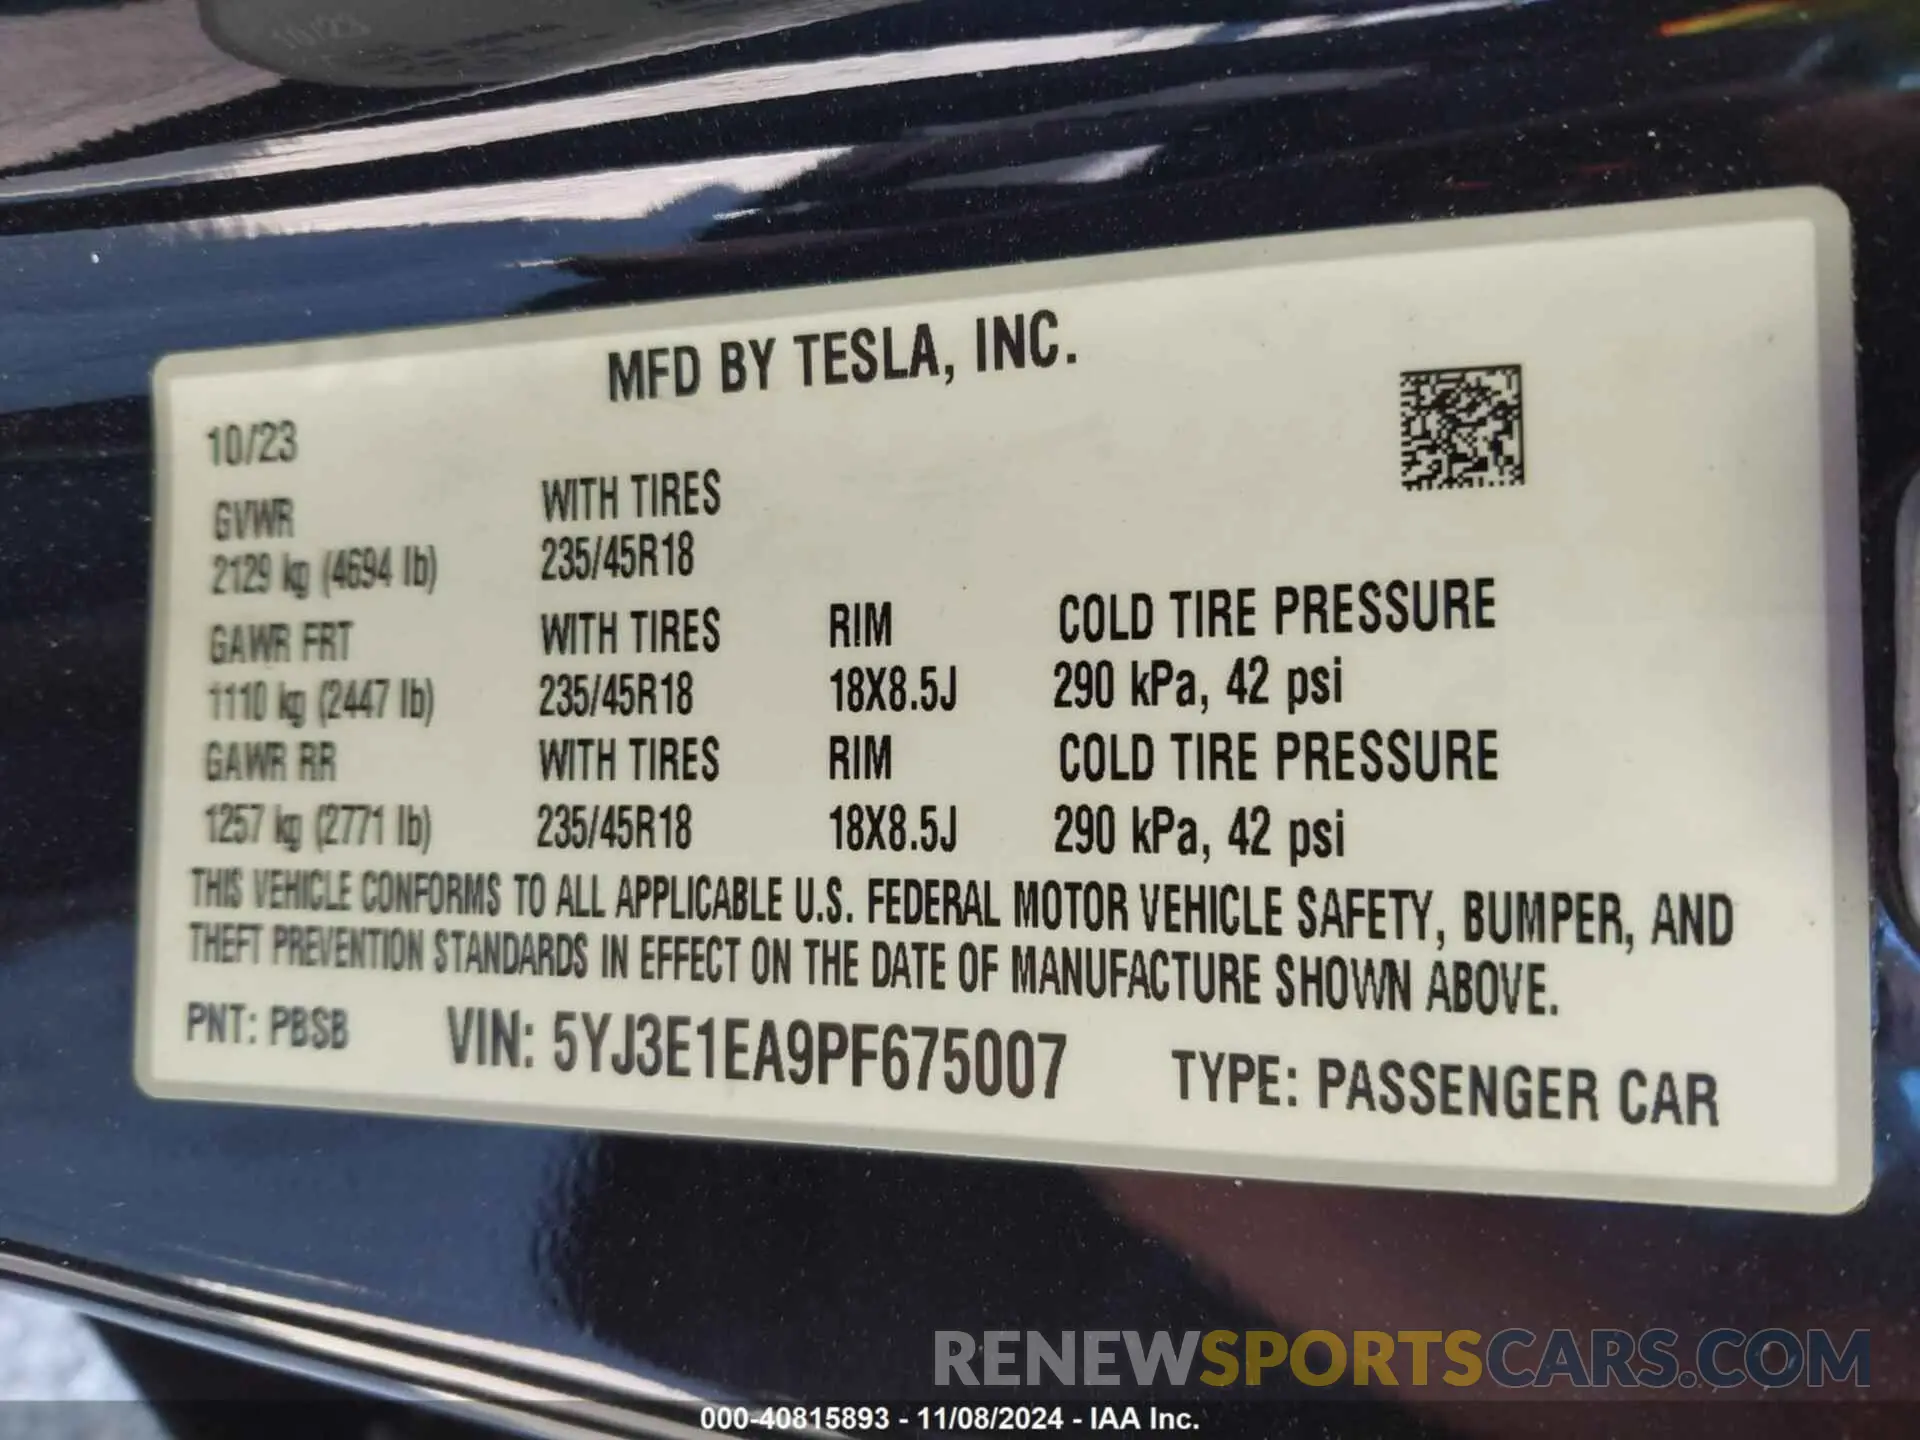 10/23
MFD BY TESLA, INC.
10/23
GVWR WITH TIRES
2129 kg (4694 lb) 235/45R18
GAWR FRT WITH TIRES RIM COLD TIRE PRESSURE
1110 kg (2447 lb) 235/45R18 18X8.5J 290 kPa, 42 psi
GAWR RR WITH TIRES RIM COLD TIRE PRESSURE
1257 kg (2771 lb) 235/45R18 18X8.5J 290 kPa, 42 psi
THIS VEHICLE CONFORMS TO ALL APPLICABLE U.S. FEDERAL MOTOR VEHICLE SAFETY, BUMPER, AND
THEFT PREVENTION STANDARDS IN EFFECT ON THE DATE OF MANUFACTURE SHOWN ABOVE.
PNT: PBSB VIN: 5YJ3E1EA9PF675007 TYPE: PASSENGER CAR
RENEWSPORTSCARS.COM
000-40815893 - 11/08/2024 - IAA Inc.